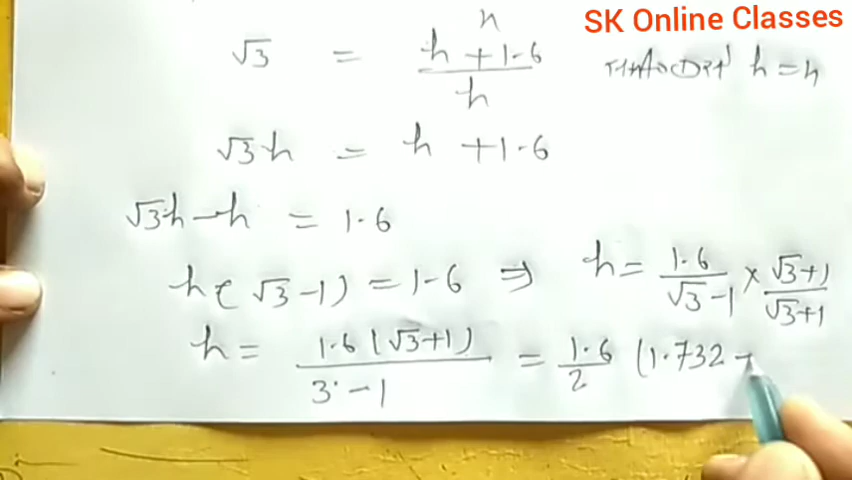 SK Online Classes
n
√3 = h + 1.6 / h h = n
√3h = h + 1.6
√3h - h = 1.6
h(√3 - 1) = 1.6 ⇒ h = 1.6 / √3 - 1 × √3 + 1 / √3 + 1
h = 1.6 (√3 + 1) / 3 - 1 = 1.6 / 2 (1.732